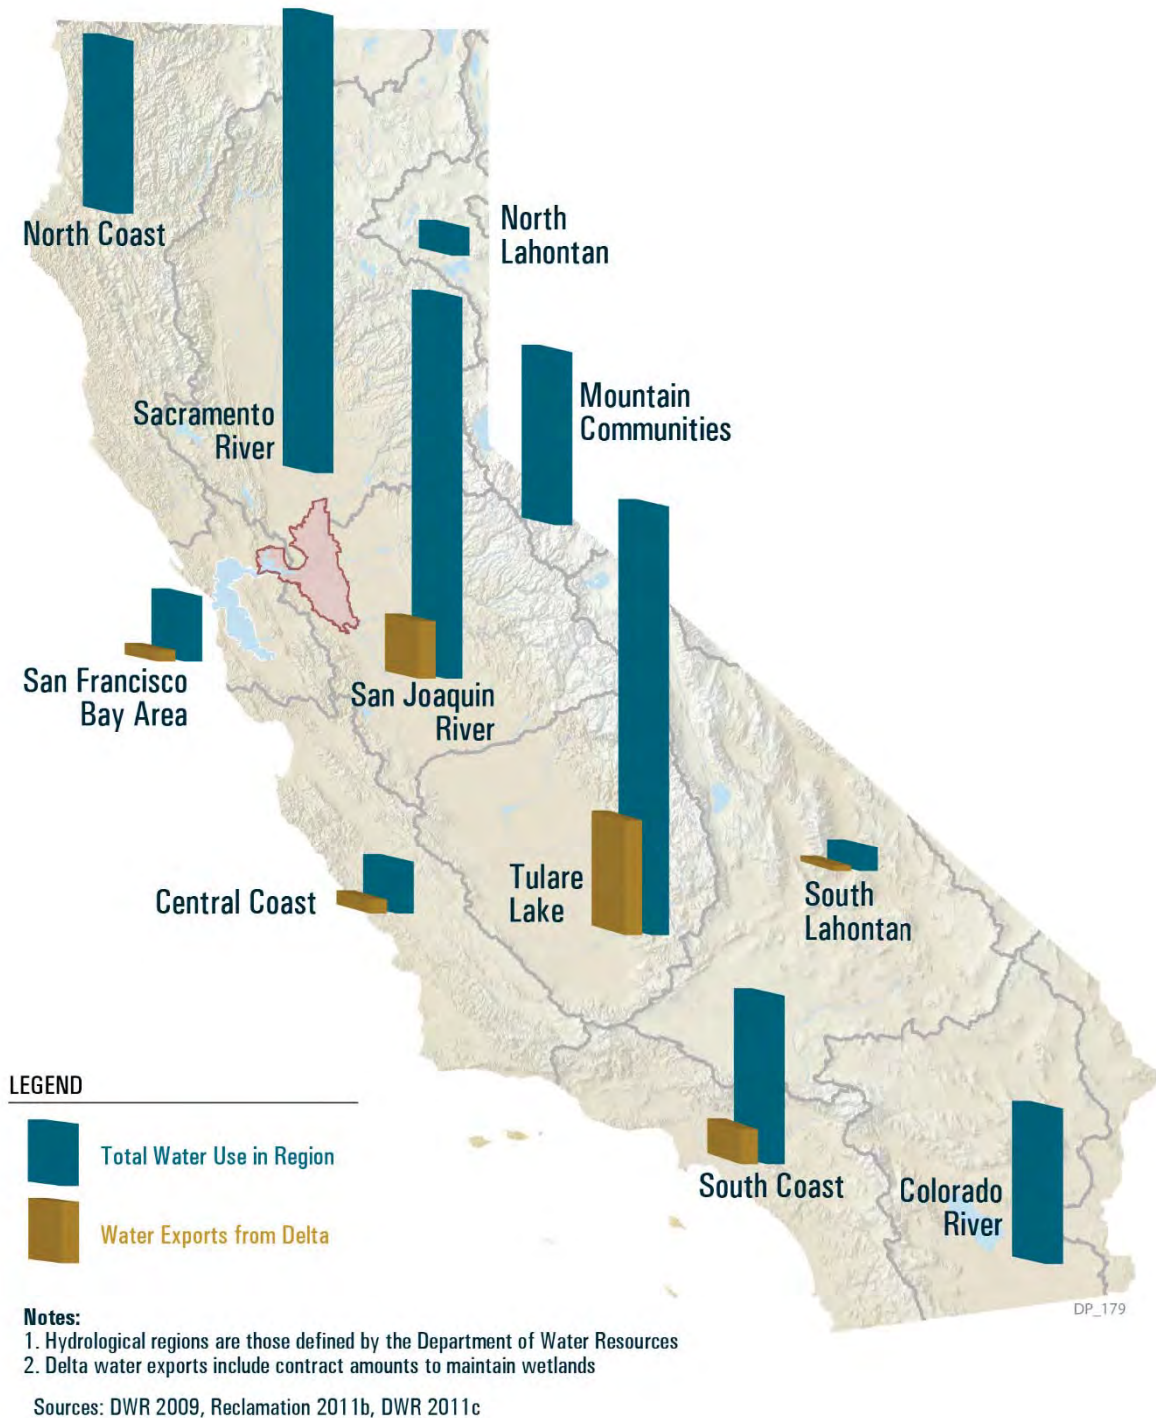 North Coast
North
Lahontan
Sacramento
River
Mountain
Communities
San Francisco
Bay Area
San Joaquin
River
Central Coast
Tulare
Lake
South
Lahontan
South Coast
Colorado
River
LEGEND
Total Water Use in Region
Water Exports from Delta
DP_179
Notes:
1. Hydrological regions are those defined by the Department of Water Resources
2. Delta water exports include contract amounts to maintain wetlands
Sources: DWR 2009, Reclamation 2011b, DWR 2011c